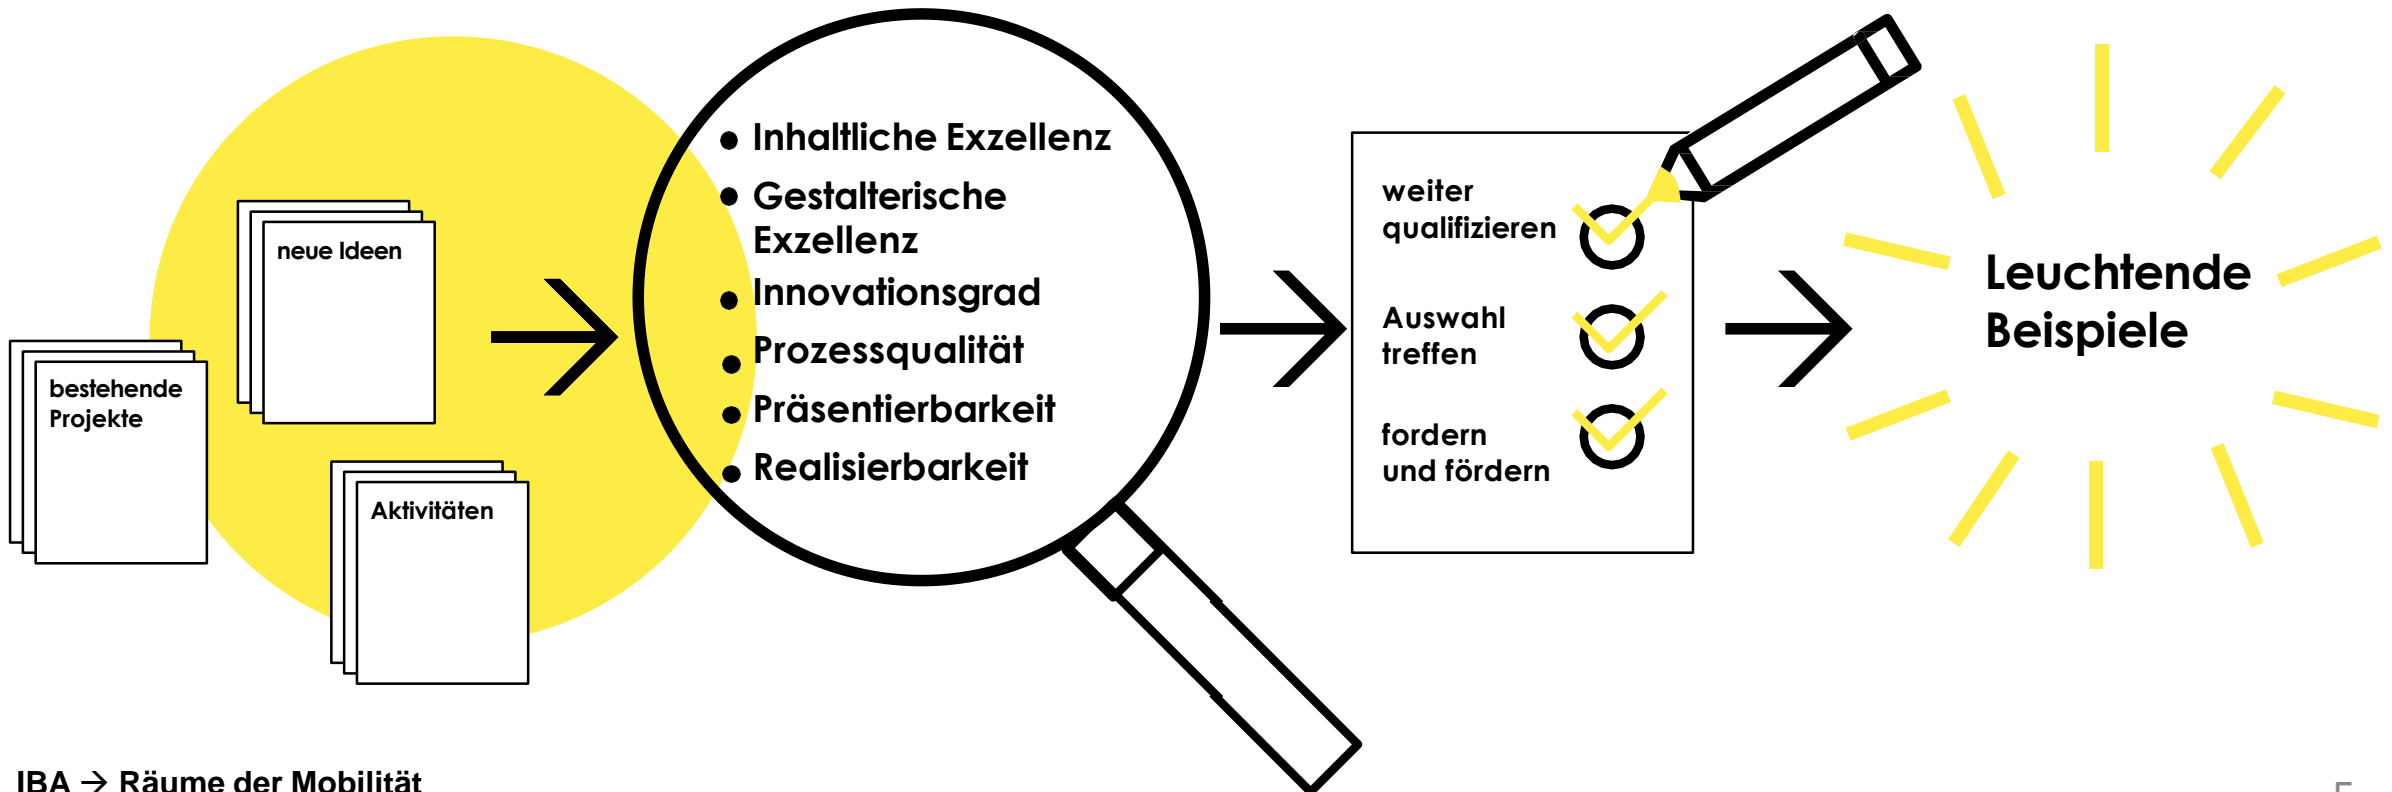 neue Ideen
bestehende
Projekte
Aktivitäten
• Inhaltliche Exzellenz
• Gestalterische
Exzellenz
• Innovationsgrad
• Prozessqualität
• Präsentierbarkeit
• Realisierbarkeit
weiter
qualifizieren
Auswahl
treffen
fordern
und fördern
Leuchtende
Beispiele
IBA → Räume der Mobilität